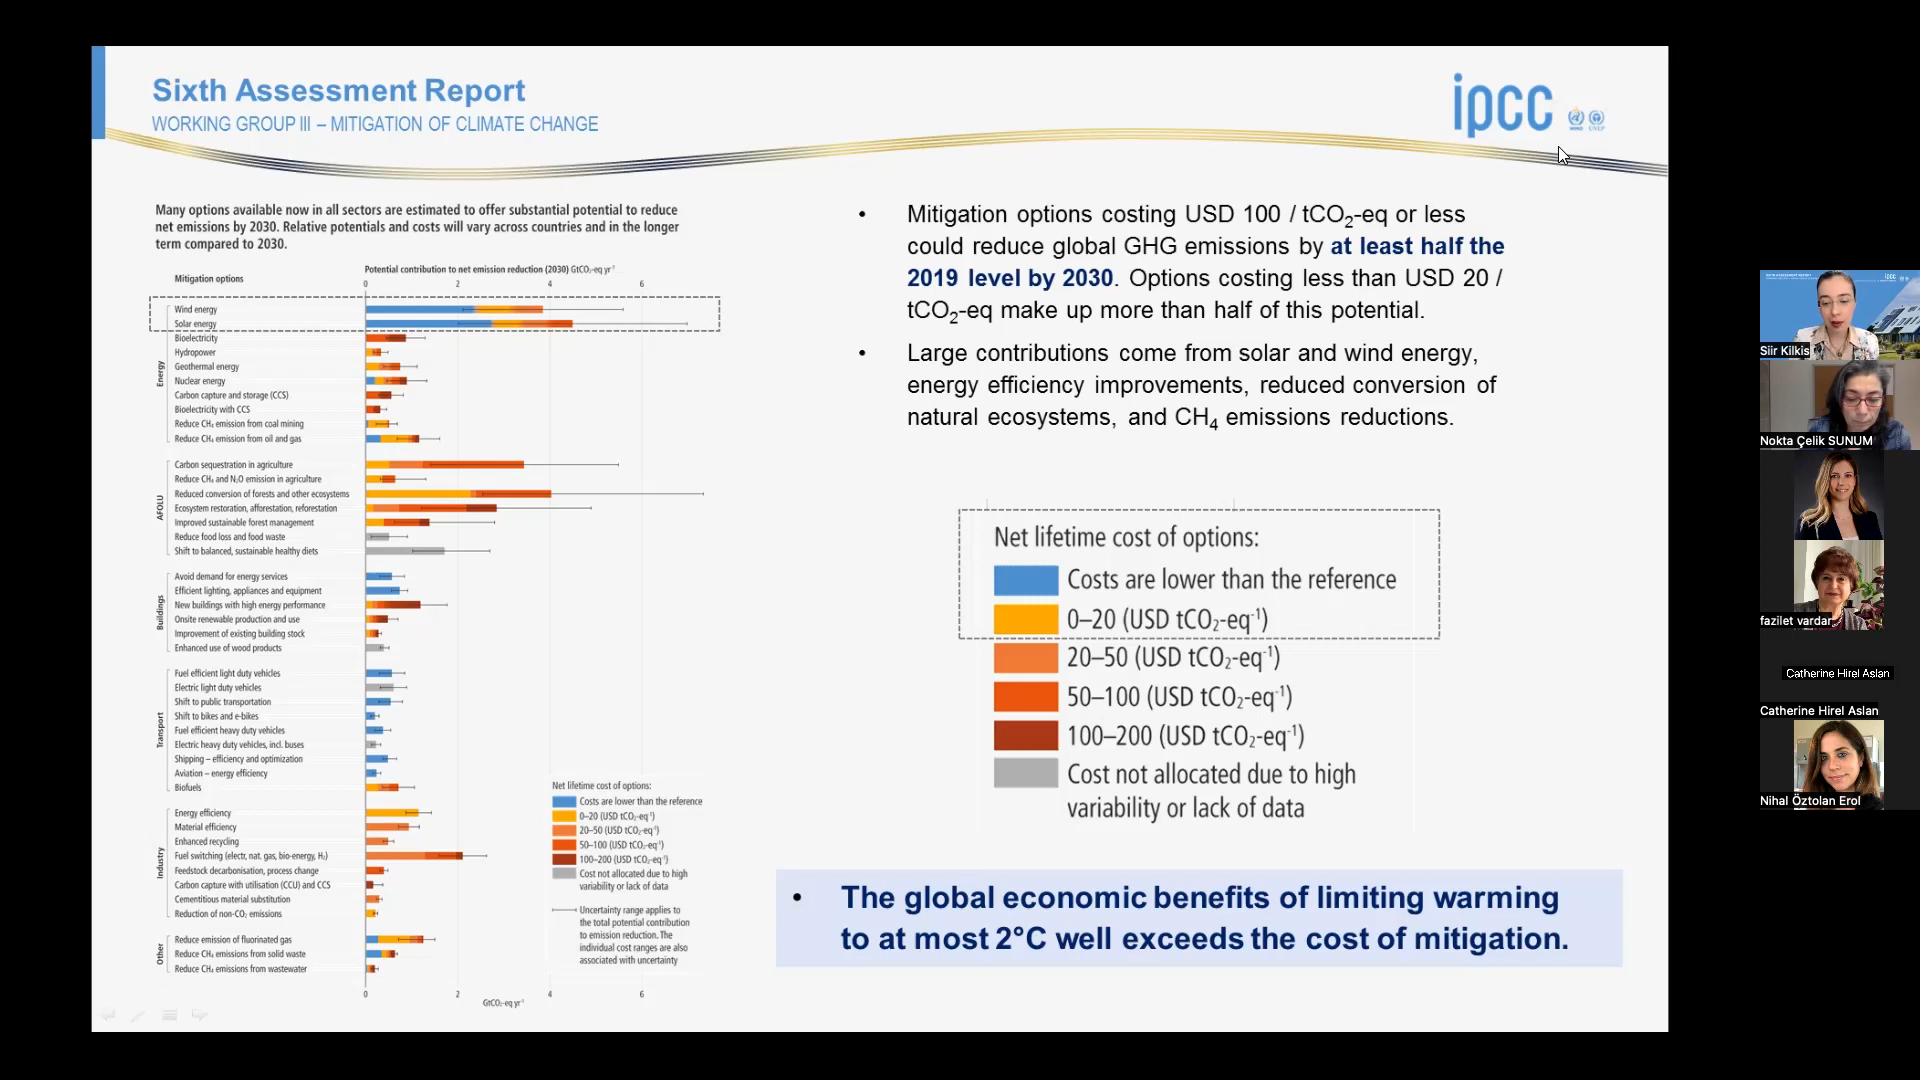 Sixth Assessment Report
WORKING GROUP III – MITIGATION OF CLIMATE CHANGE
ipcc
WMO UNEP
Many options available now in all sectors are estimated to offer substantial potential to reduce
net emissions by 2030. Relative potentials and costs will vary across countries and in the longer
term compared to 2030.
Mitigation options
Potential contribution to net emission reduction (2030) GtCO₂-eq yr⁻¹
0 2 4 6
Energy
Wind energy
Solar energy
Bioelectricity
Hydropower
Geothermal energy
Nuclear energy
Carbon capture and storage (CCS)
Bioelectricity with CCS
Reduce CH₄ emission from coal mining
Reduce CH₄ emission from oil and gas
AFOLU
Carbon sequestration in agriculture
Reduce CH₄ and N₂O emission in agriculture
Reduced conversion of forests and other ecosystems
Ecosystem restoration, afforestation, reforestation
Improved sustainable forest management
Reduce food loss and food waste
Shift to balanced, sustainable healthy diets
Buildings
Avoid demand for energy services
Efficient lighting, appliances and equipment
New buildings with high energy performance
Onsite renewable production and use
Improvement of existing building stock
Enhanced use of wood products
Transport
Fuel efficient light duty vehicles
Electric light duty vehicles
Shift to public transportation
Shift to bikes and e-bikes
Fuel efficient heavy duty vehicles
Electric heavy duty vehicles, incl. buses
Shipping – efficiency and optimization
Aviation – energy efficiency
Biofuels
Industry
Energy efficiency
Material efficiency
Enhanced recycling
Fuel switching (electr, nat. gas, bio-energy, H₂)
Feedstock decarbonisation, process change
Carbon capture with utilisation (CCU) and CCS
Cementitious material substitution
Reduction of non-CO₂ emissions
Other
Reduce emission of fluorinated gas
Reduce CH₄ emissions from solid waste
Reduce CH₄ emissions from wastewater
0 2 4 6
GtCO₂-eq yr⁻¹
Net lifetime cost of options:
Costs are lower than the reference
0–20 (USD tCO₂-eq⁻¹)
20–50 (USD tCO₂-eq⁻¹)
50–100 (USD tCO₂-eq⁻¹)
100–200 (USD tCO₂-eq⁻¹)
Cost not allocated due to high
variability or lack of data
Uncertainty range applies to
the total potential contribution
to emission reduction. The
individual cost ranges are also
associated with uncertainty
• Mitigation options costing USD 100 / tCO₂-eq or less
could reduce global GHG emissions by at least half the
2019 level by 2030. Options costing less than USD 20 /
tCO₂-eq make up more than half of this potential.
• Large contributions come from solar and wind energy,
energy efficiency improvements, reduced conversion of
natural ecosystems, and CH₄ emissions reductions.
Net lifetime cost of options:
Costs are lower than the reference
0–20 (USD tCO₂-eq⁻¹)
20–50 (USD tCO₂-eq⁻¹)
50–100 (USD tCO₂-eq⁻¹)
100–200 (USD tCO₂-eq⁻¹)
Cost not allocated due to high
variability or lack of data
• The global economic benefits of limiting warming
to at most 2°C well exceeds the cost of mitigation.
Siir Kilkis
Nokta Çelik SUNUM
fazilet vardar
Catherine Hirel Aslan
Catherine Hirel Aslan
Nihal Öztolan Erol